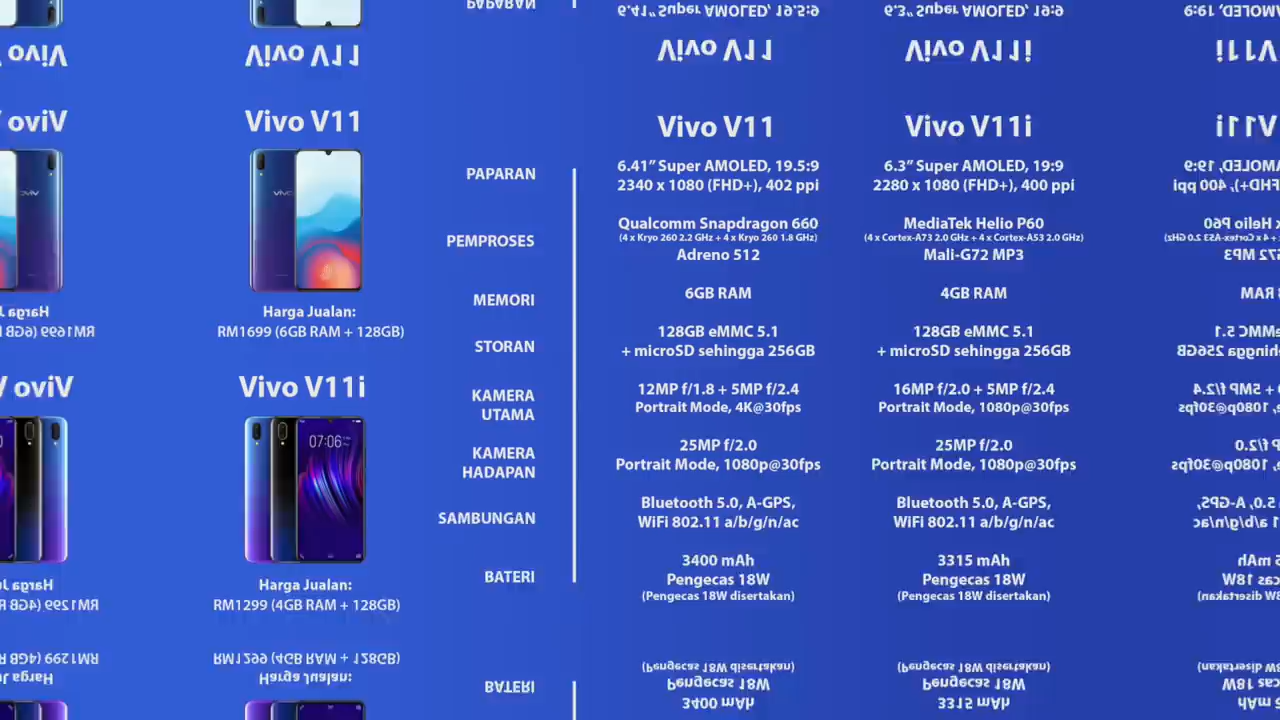 Vivo V11
VIVO
Harga Jualan:
RM1699 (6GB RAM + 128GB)
Vivo V11i
07:06
Harga Jualan:
RM1299 (4GB RAM + 128GB)
Vivo V11
Vivo V11i
PAPARAN
6.41” Super AMOLED, 19.5:9
2340 x 1080 (FHD+), 402 ppi
6.3” Super AMOLED, 19:9
2280 x 1080 (FHD+), 400 ppi
PEMPROSES
Qualcomm Snapdragon 660
(4 x Kryo 260 2.2 GHz + 4 x Kryo 260 1.8 GHz)
Adreno 512
MediaTek Helio P60
(4 x Cortex-A73 2.0 GHz + 4 x Cortex-A53 2.0 GHz)
Mali-G72 MP3
MEMORI
6GB RAM
4GB RAM
STORAN
128GB eMMC 5.1
+ microSD sehingga 256GB
128GB eMMC 5.1
+ microSD sehingga 256GB
KAMERA
UTAMA
12MP f/1.8 + 5MP f/2.4
Portrait Mode, 4K@30fps
16MP f/2.0 + 5MP f/2.4
Portrait Mode, 1080p@30fps
KAMERA
HADAPAN
25MP f/2.0
Portrait Mode, 1080p@30fps
25MP f/2.0
Portrait Mode, 1080p@30fps
SAMBUNGAN
Bluetooth 5.0, A-GPS,
WiFi 802.11 a/b/g/n/ac
Bluetooth 5.0, A-GPS,
WiFi 802.11 a/b/g/n/ac
BATERI
3400 mAh
Pengecas 18W
(Pengecas 18W disertakan)
3315 mAh
Pengecas 18W
(Pengecas 18W disertakan)